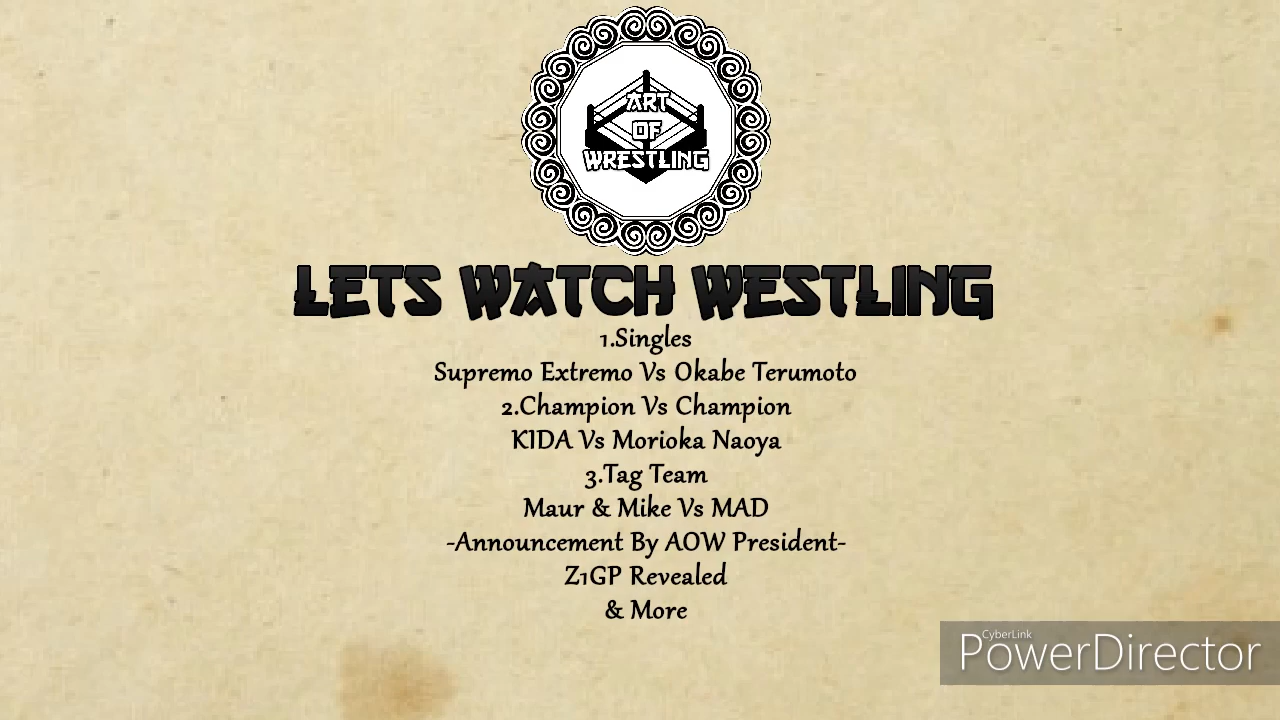 ART
OF
WRESTLING
LETS WATCH WESTLING
1.Singles
Supremo Extremo Vs Okabe Terumoto
2.Champion Vs Champion
KIDA Vs Morioka Naoya
3.Tag Team
Maur & Mike Vs MAD
-Announcement By AOW President-
Z1GP Revealed
& More
CyberLink
PowerDirector